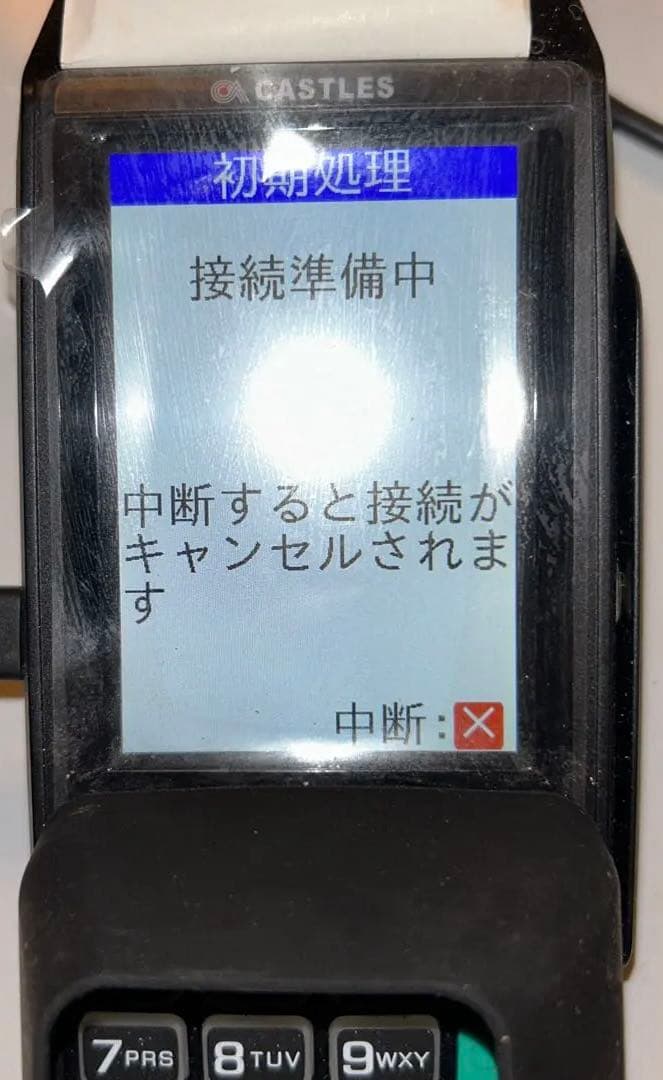 CASTLES
初期処理
接続準備中
中断すると接続が
キャンセルされま
す
中断:
7PRS 8TUV 9WXY